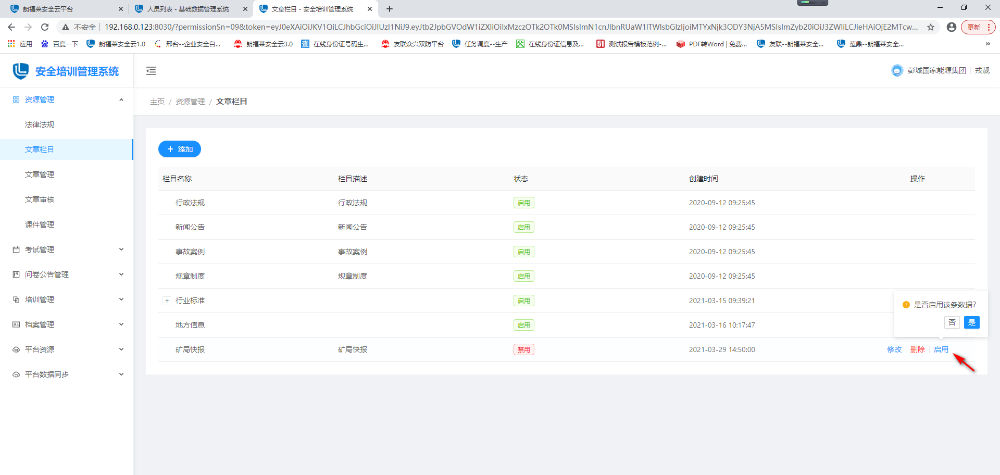 朗福莱安全云平台
人员列表 - 基础数据管理系统
文章栏目 - 安全培训管理系统
不安全
192.168.0.123:8030/?permissionSn=09&token=
更新
应用
百度一下
朗福莱安全云1.0
邢台--企业安全自...
朗福莱安全云3.0
查
在线身份证号码生...
友联众兴双防平台
任务调度--生产
在线身份证信息及...
51
测试报告模板范例-...
PDF转Word | 免费...
友联--朗福莱安全...
蕴鼎--朗福莱安全...
»
安全培训管理系统
彭城国家能源集团
戎靓
资源管理
法律法规
文章栏目
文章管理
文章审核
课件管理
考试管理
问卷公告管理
培训管理
档案管理
平台资源
平台数据同步
主页 / 资源管理 / 文章栏目
+ 添加
栏目名称 栏目描述 状态 创建时间 操作
行政法规 行政法规 启用 2020-09-12 09:25:45
新闻公告 新闻公告 启用 2020-09-12 09:25:45
事故案例 事故案例 启用 2020-09-12 09:25:45
规章制度 规章制度 启用 2020-09-12 09:25:45
+ 行业标准 启用 2021-03-15 09:39:21
地方信息 启用 2021-03-16 10:17:47
矿局快报 矿局快报 禁用 2021-03-29 14:50:00 修改 删除 启用
是否启用该条数据?
否 是